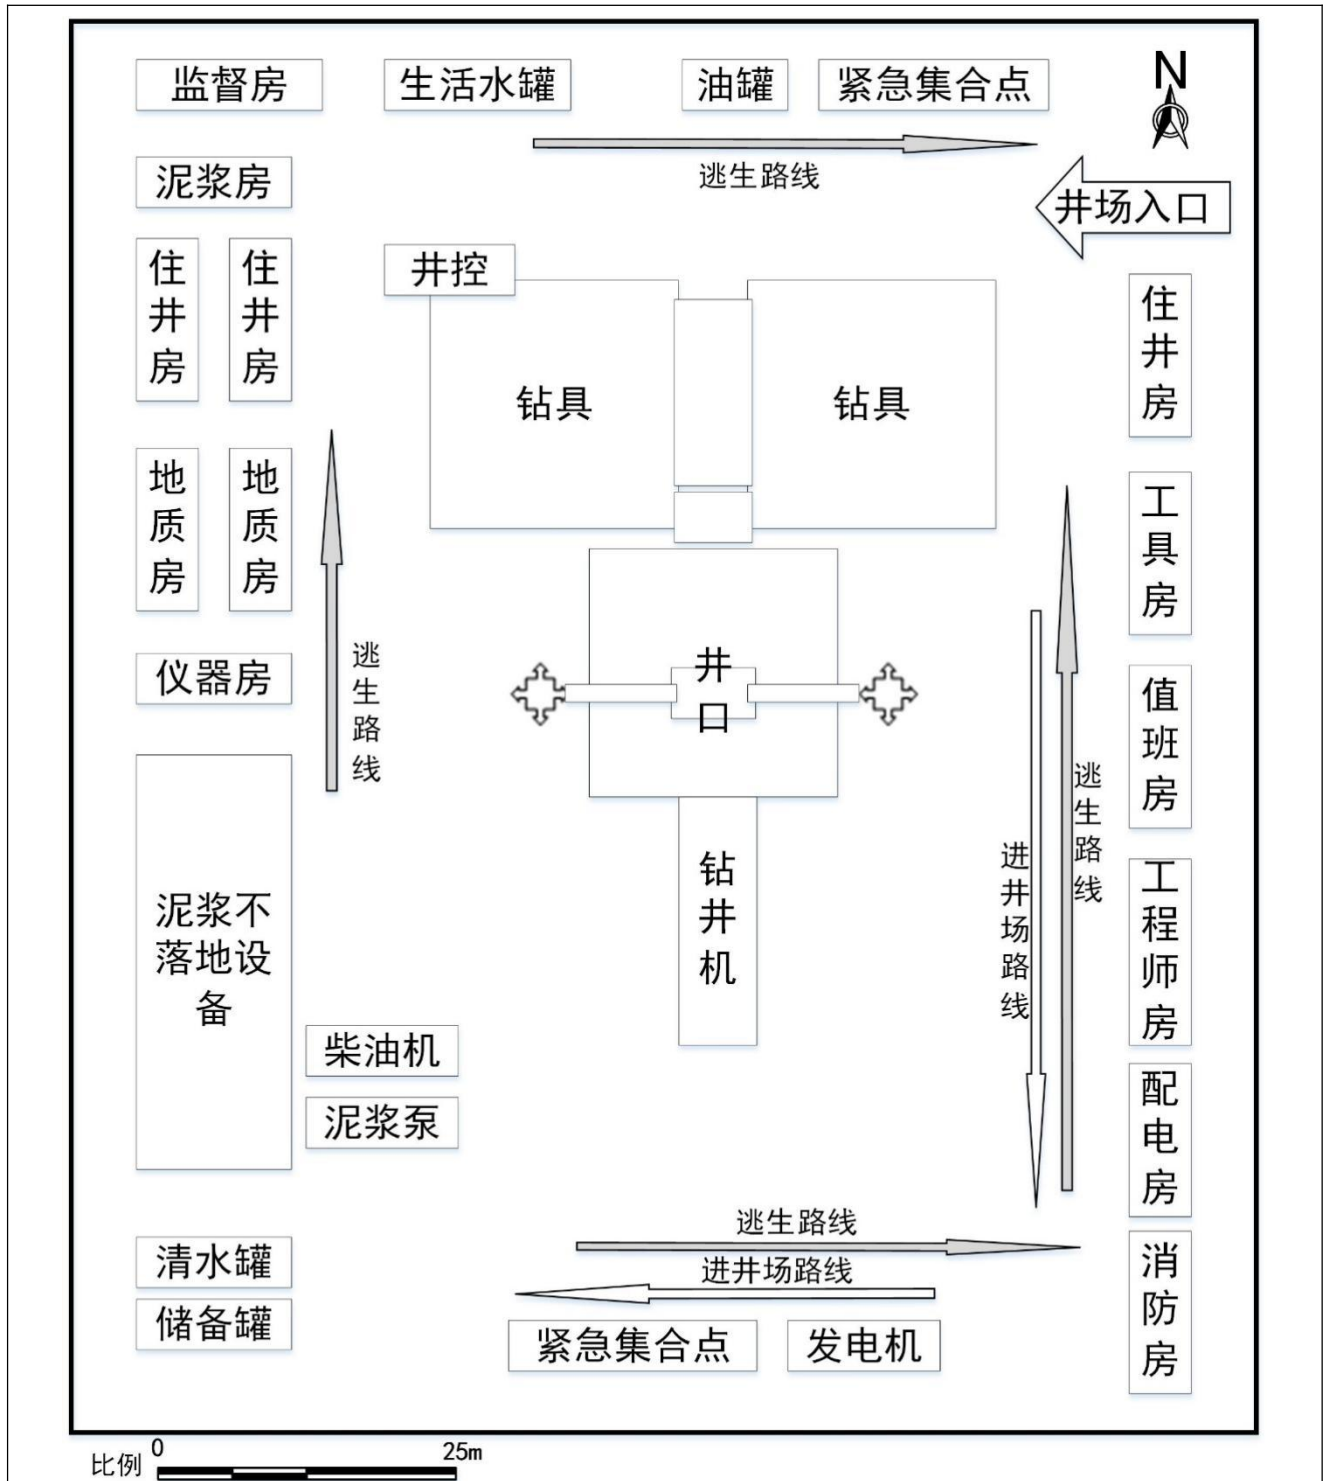 监督房
生活水罐
油罐
紧急集合点
N
逃生路线
泥浆房
井场入口
住井房
住井房
井控
钻具
钻具
住井房
地质房
地质房
工具房
仪器房
逃生路线
井口
值班房
泥浆不
落地设
备
钻井机
进井场路线
逃生路线
工程师房
柴油机
泥浆泵
配电房
清水罐
储备罐
逃生路线
进井场路线
紧急集合点
发电机
消防房
比例
0
25m